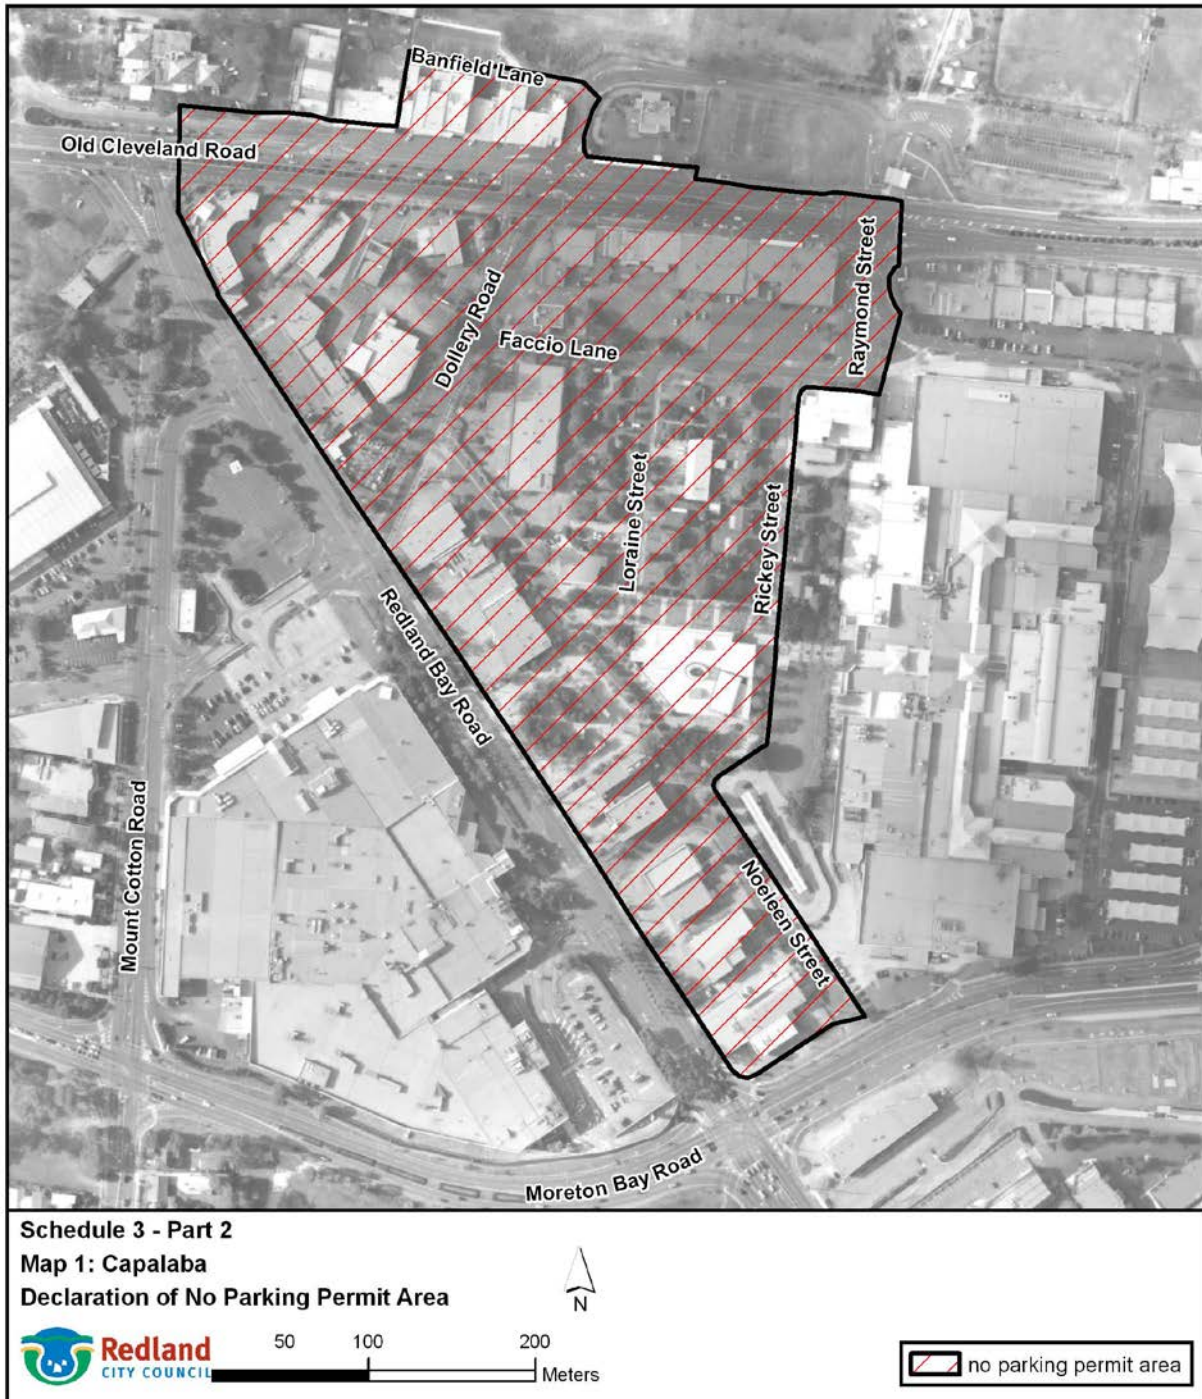 Banfield Lane
Old Cleveland Road
Raymond Street
Dollery Road
Faccio Lane
Loraine Street
Rickey Street
Redland Bay Road
Mount Cotton Road
Noeleen Street
Moreton Bay Road
Schedule 3 - Part 2
Map 1: Capalaba
Declaration of No Parking Permit Area
N
Redland
CITY COUNCIL
50 100 200
Meters
no parking permit area